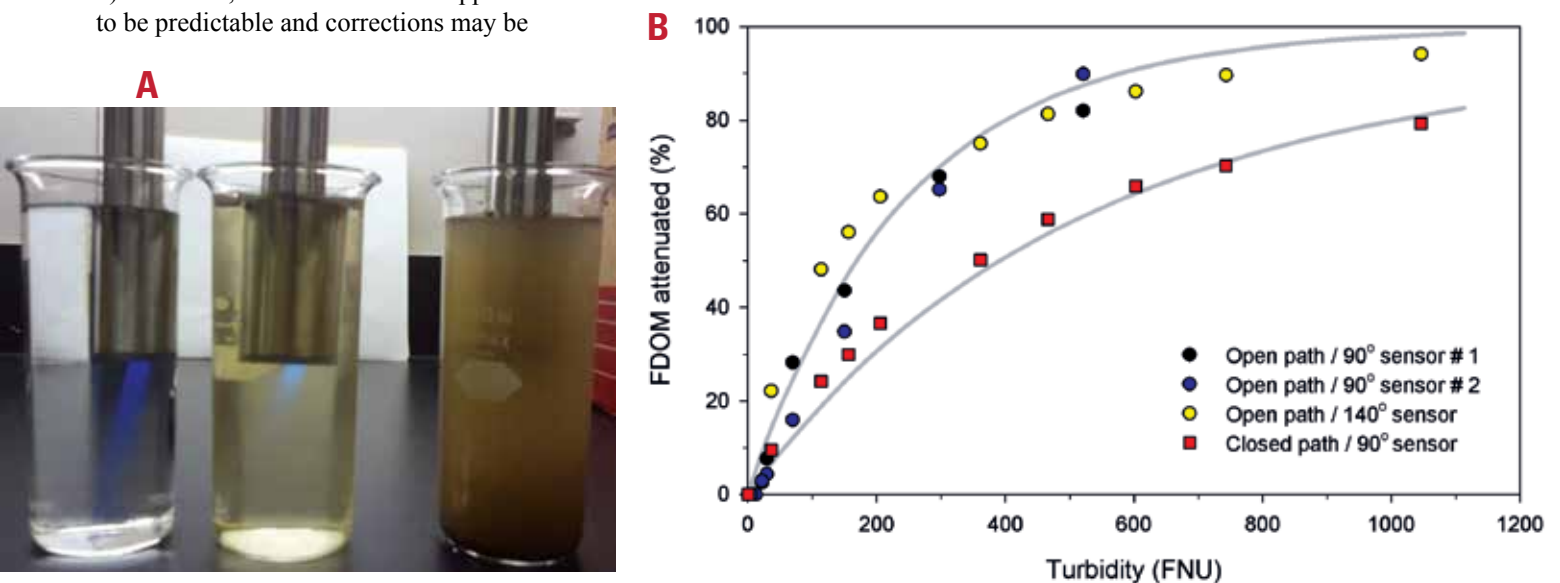 to be predictable and corrections may be
A
B
100
80
60
40
20
0
FDOM attenuated (%)
Open path / 90° sensor # 1
Open path / 90° sensor # 2
Open path / 140° sensor
Closed path / 90° sensor
0 200 400 600 800 1000 1200
Turbidity (FNU)